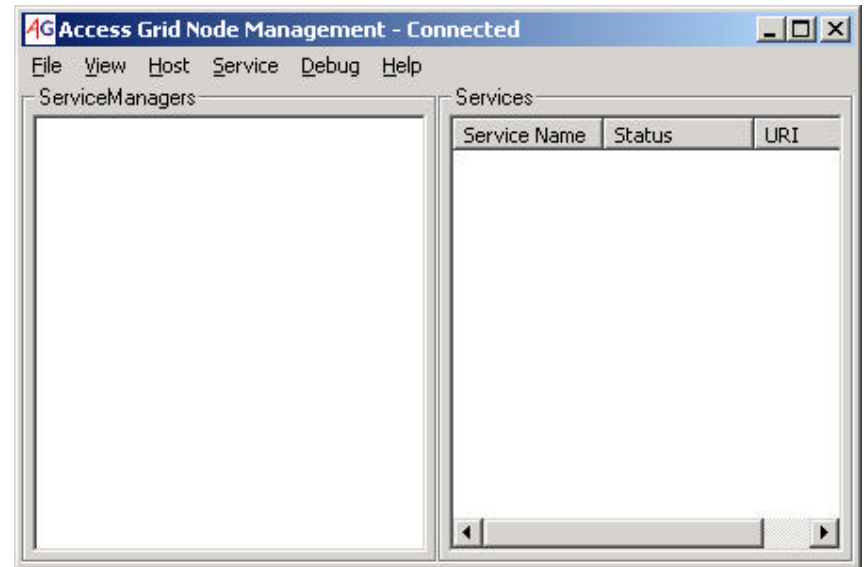 AG Access Grid Node Management - Connected
File View Host Service Debug Help
ServiceManagers
Services
Service Name Status URI